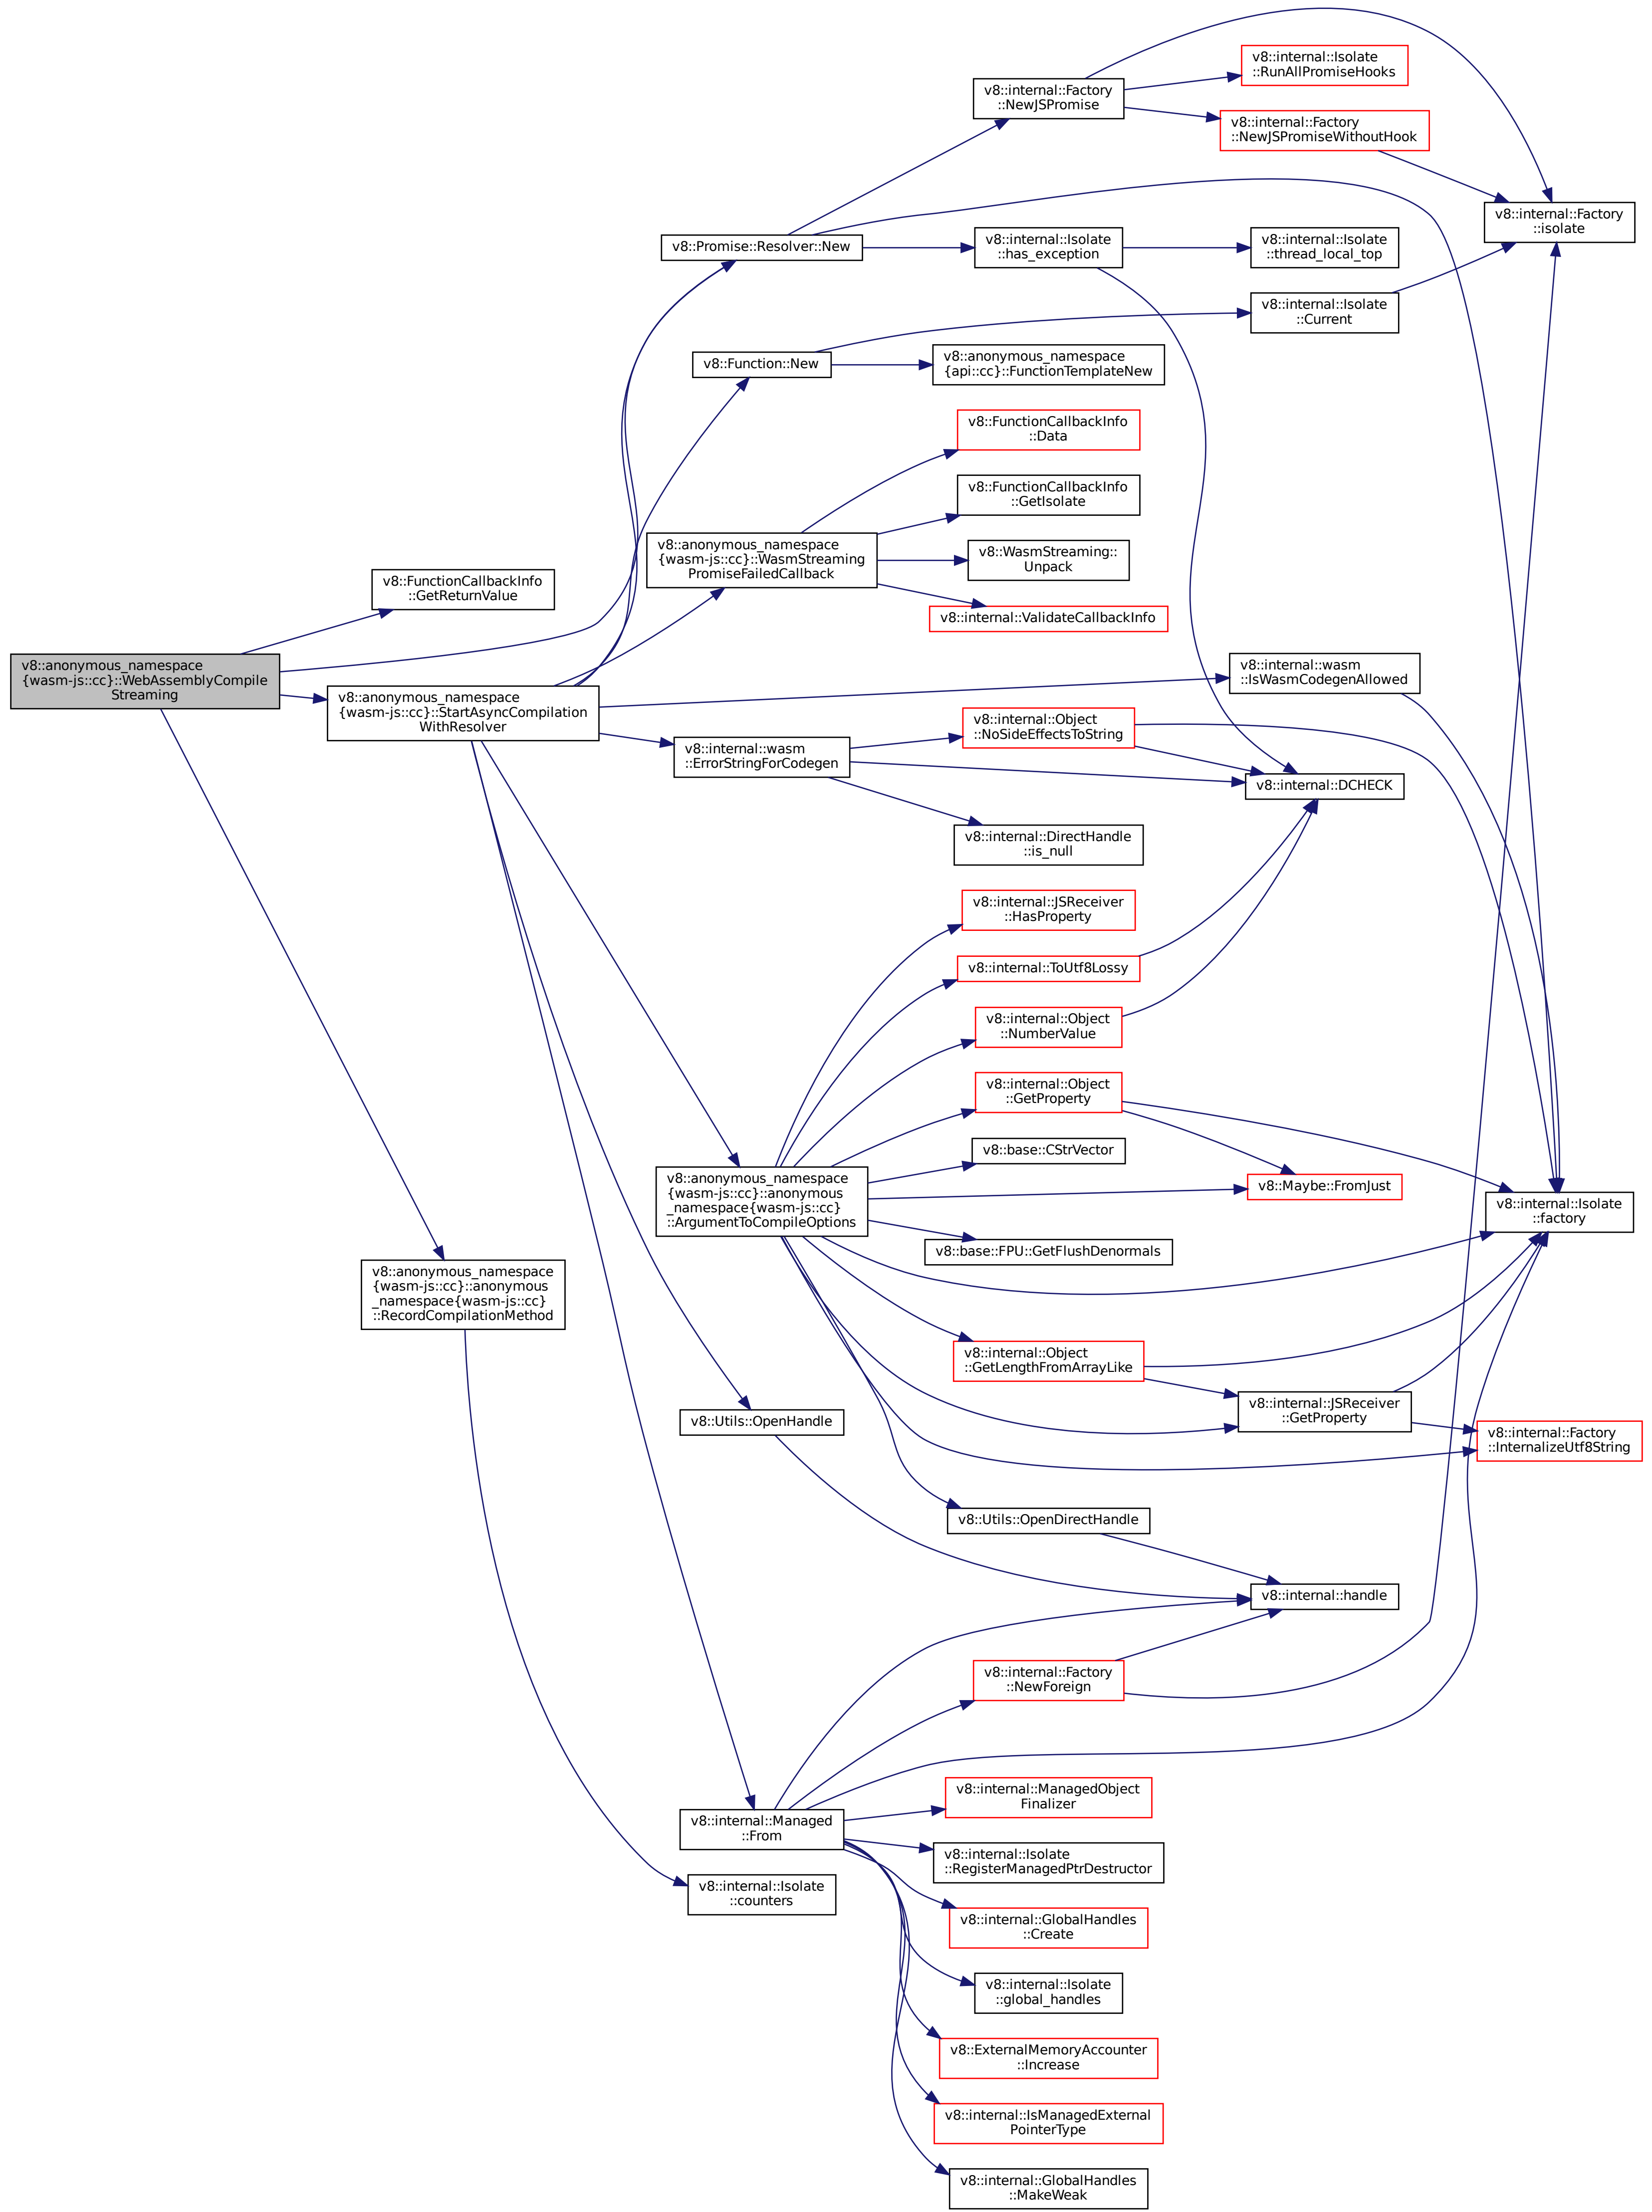 v8::internal::Factory
::NewJSPromise
v8::internal::Isolate
::RunAllPromiseHooks
v8::internal::Factory
::NewJSPromiseWithoutHook
v8::internal::Factory
::isolate
v8::Promise::Resolver::New
v8::internal::Isolate
::has_exception
v8::internal::Isolate
::thread_local_top
v8::internal::Isolate
::Current
v8::Function::New
v8::anonymous_namespace
{api::cc}::FunctionTemplateNew
v8::FunctionCallbackInfo
::Data
v8::FunctionCallbackInfo
::GetIsolate
v8::anonymous_namespace
{wasm-js::cc}::WasmStreaming
PromiseFailedCallback
v8::WasmStreaming::
Unpack
v8::internal::ValidateCallbackInfo
v8::FunctionCallbackInfo
::GetReturnValue
v8::anonymous_namespace
{wasm-js::cc}::WebAssemblyCompile
Streaming
v8::anonymous_namespace
{wasm-js::cc}::StartAsyncCompilation
WithResolver
v8::internal::wasm
::IsWasmCodegenAllowed
v8::internal::wasm
::ErrorStringForCodegen
v8::internal::Object
::NoSideEffectsToString
v8::internal::DCHECK
v8::internal::DirectHandle
::is_null
v8::internal::JSReceiver
::HasProperty
v8::internal::ToUtf8Lossy
v8::internal::Object
::NumberValue
v8::internal::Object
::GetProperty
v8::base::CStrVector
v8::Maybe::FromJust
v8::anonymous_namespace
{wasm-js::cc}::anonymous
_namespace{wasm-js::cc}
::ArgumentToCompileOptions
v8::internal::Isolate
::factory
v8::base::FPU::GetFlushDenormals
v8::anonymous_namespace
{wasm-js::cc}::anonymous
_namespace{wasm-js::cc}
::RecordCompilationMethod
v8::internal::Object
::GetLengthFromArrayLike
v8::internal::JSReceiver
::GetProperty
v8::Utils::OpenHandle
v8::internal::Factory
::InternalizeUtf8String
v8::Utils::OpenDirectHandle
v8::internal::handle
v8::internal::Factory
::NewForeign
v8::internal::ManagedObject
Finalizer
v8::internal::Managed
::From
v8::internal::Isolate
::RegisterManagedPtrDestructor
v8::internal::Isolate
::counters
v8::internal::GlobalHandles
::Create
v8::internal::Isolate
::global_handles
v8::ExternalMemoryAccounter
::Increase
v8::internal::IsManagedExternal
PointerType
v8::internal::GlobalHandles
::MakeWeak